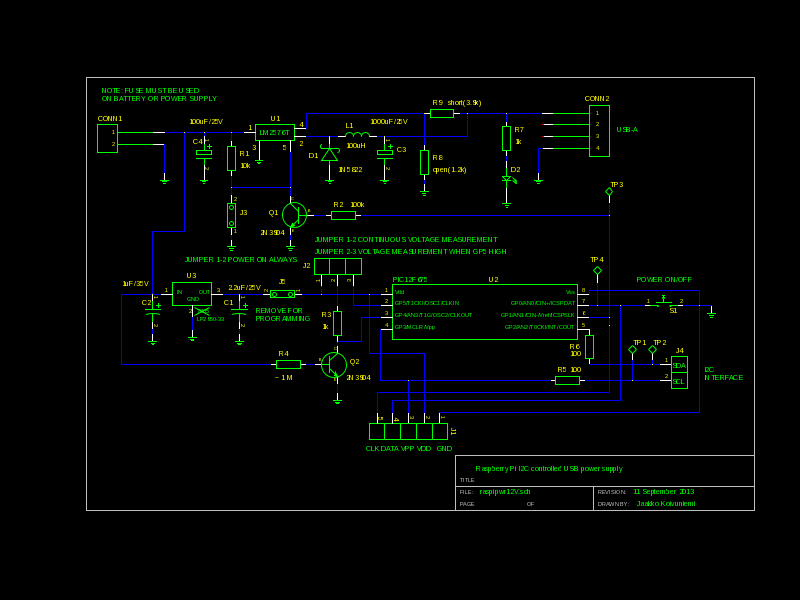 NOTE: FUSE MUST BE USED
ON BATTERY OR POWER SUPPLY
CONN1
1
2
100uF/25V
C4
R1
10k
U1
LM2576T
1
4
2
3
5
D1
1N5822
L1
100uH
1000uF/25V
C3
R9 short(3.9k)
R8
open(1.2k)
R7
1k
D2
CONN2
1
2
3
4
USB-A
J3
Q1
2N3904
R2 100k
TP3
JUMPER 1-2 POWER ON ALWAYS
JUMPER 1-2 CONTINUOUS VOLTAGE MEASUREMENT
JUMPER 2-3 VOLTAGE MEASUREMENT WHEN GP5 HIGH
J2
1 2 3
TP4
1uF/35V
C2
U3
IN OUT
GND
1
3
2
LP2950-33
2.2uF/25V
C1
J5
REMOVE FOR
PROGRAMMING
R3
1k
R4
~1M
Q2
2N3904
PIC12F675
U2
Vdd
GP5/T1CKI/OSC1/CLKIN
GP4/AN3/T1G/OSC2/CLKOUT
GP3/MCLR/Vpp
Vss
GP0/AN0/CIN+/ICSPDAT
GP1/AN1/CIN-/Vref/ICSPCLK
GP2/AN2/T0CKI/INT/COUT
1
2
3
4
8
7
6
5
POWER ON/OFF
1 2
S1
R6
100
R5 100
TP1 TP2
J4
1
2
SDA
SCL
I2C
INTERFACE
5 4 3 2 1
J1
CLK DATA VPP VDD GND
Raspberry Pi I2C controlled USB power supply
TITLE
FILE: raspipwr12V.sch
REVISION: 11 September 2013
PAGE OF
DRAWN BY: Jaakko Koivuniemi